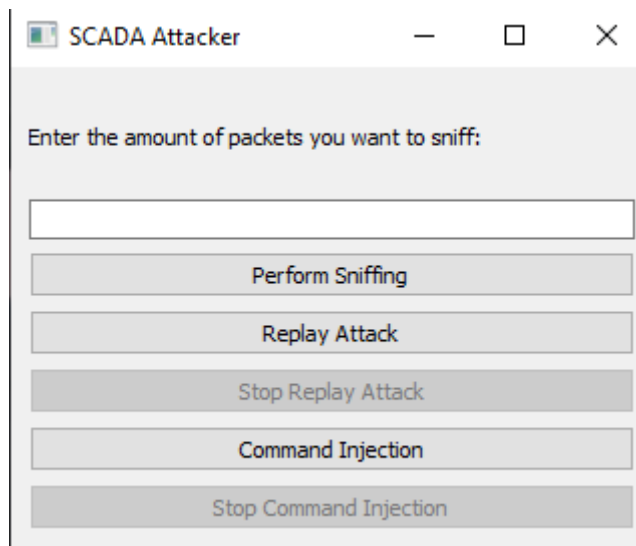 SCADA Attacker
Enter the amount of packets you want to sniff:
Perform Sniffing
Replay Attack
Stop Replay Attack
Command Injection
Stop Command Injection